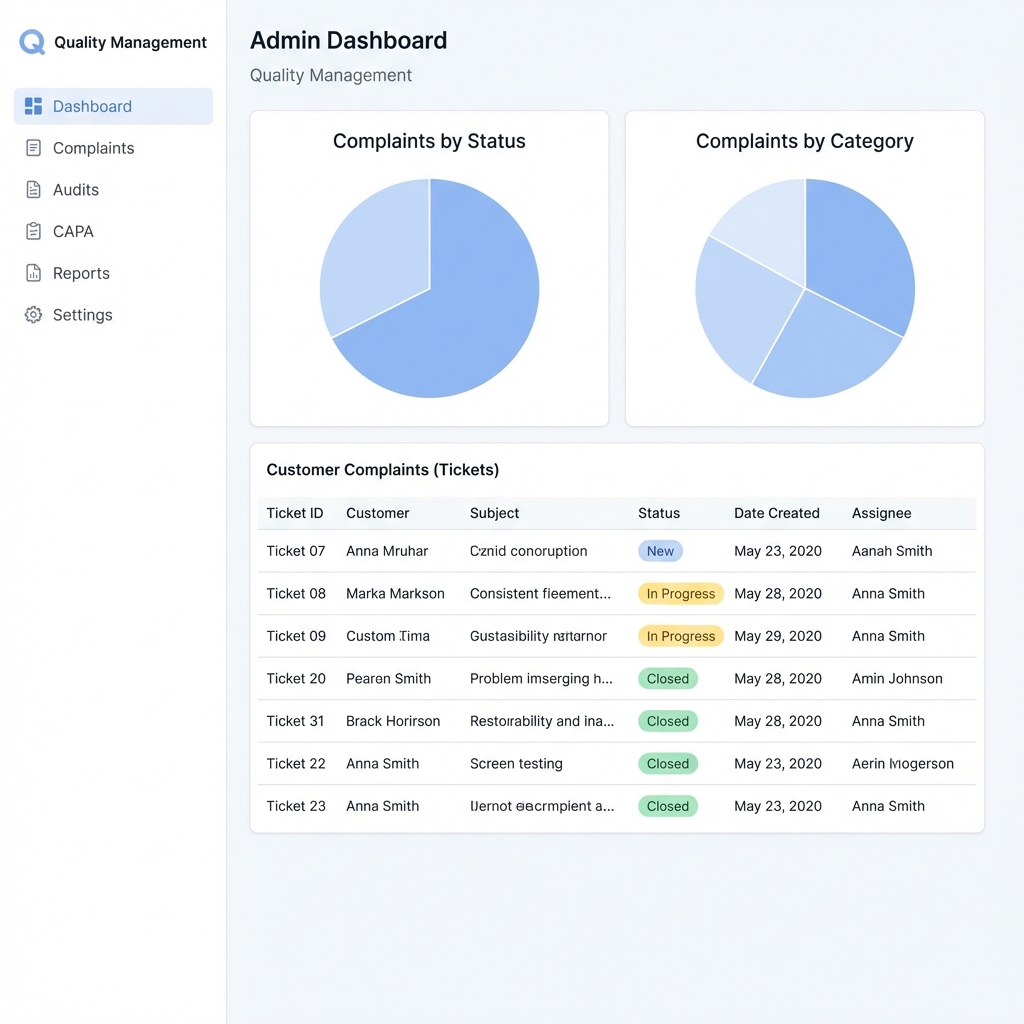 Quality Management
Dashboard
Complaints
Audits
CAPA
Reports
Settings
Admin Dashboard
Quality Management
Complaints by Status
Complaints by Category
Customer Complaints (Tickets)
Ticket ID Customer Subject Status Date Created Assignee
Ticket 07 Anna Mruhar conoruption New May 23, 2020 Aanah Smith
Ticket 08 Marka Markson Consistent fleement... In Progress May 28, 2020 Anna Smith
Ticket 09 Custom Gustasibility In Progress May 29, 2020 Anna Smith
Ticket 20 Pearen Smith Problem imserging h... Closed May 28, 2020 Amin Johnson
Ticket 31 Brack Horirson and ina... Closed May 28, 2020 Anna Smith
Ticket 22 Anna Smith Screen testing Closed May 23, 2020 Aerin
Ticket 23 Anna Smith a... Closed May 23, 2020 Anna Smith